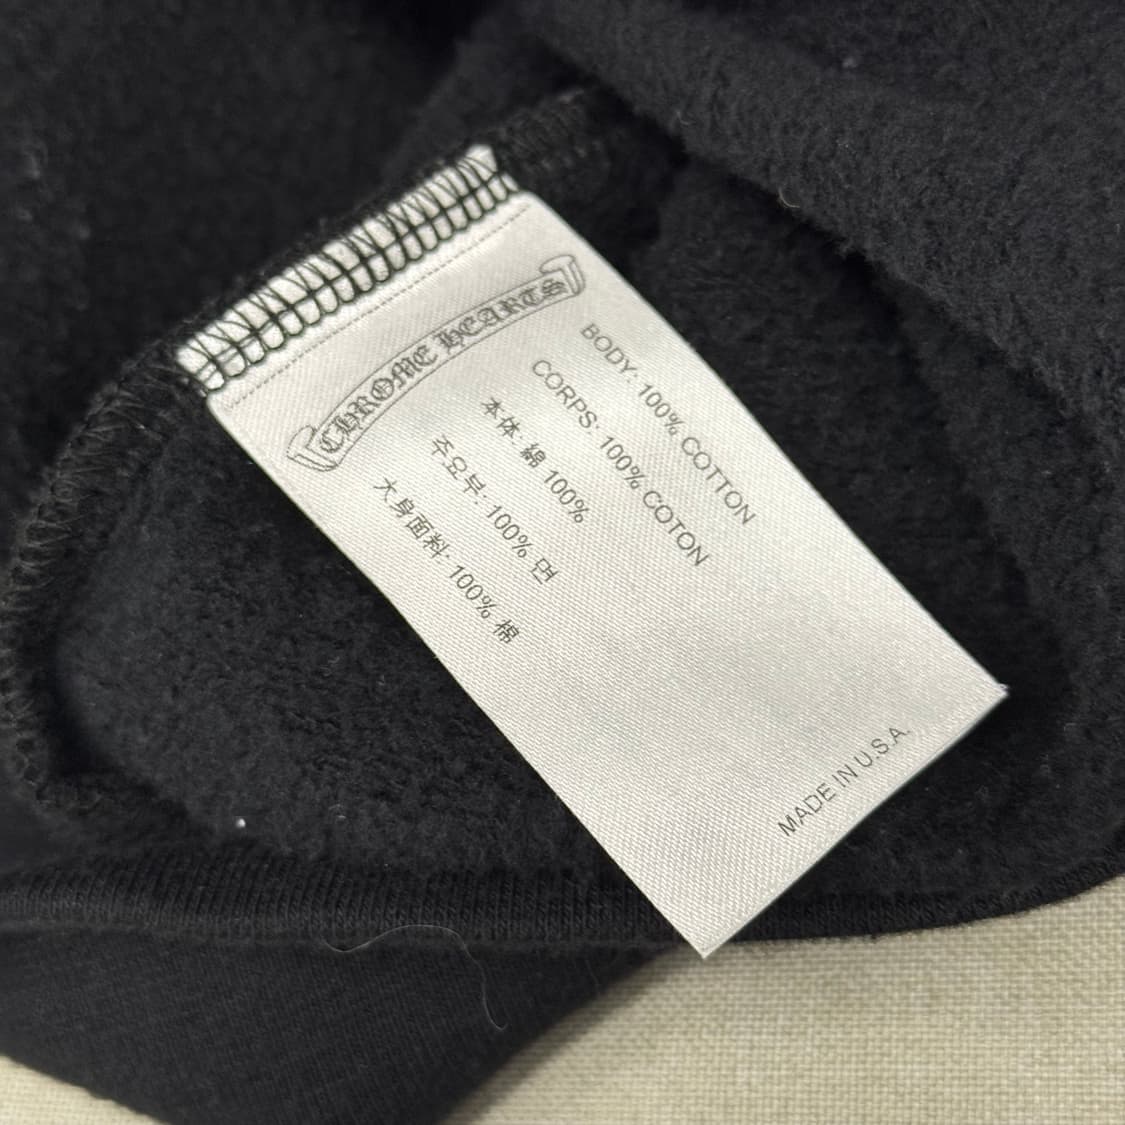 CHROME HEARTS
BODY: 100% COTTON
CORPS: 100% COTON
本体: 綿 100%
주요부: 100% 면
大身面料: 100% 棉
MADE IN U.S.A.